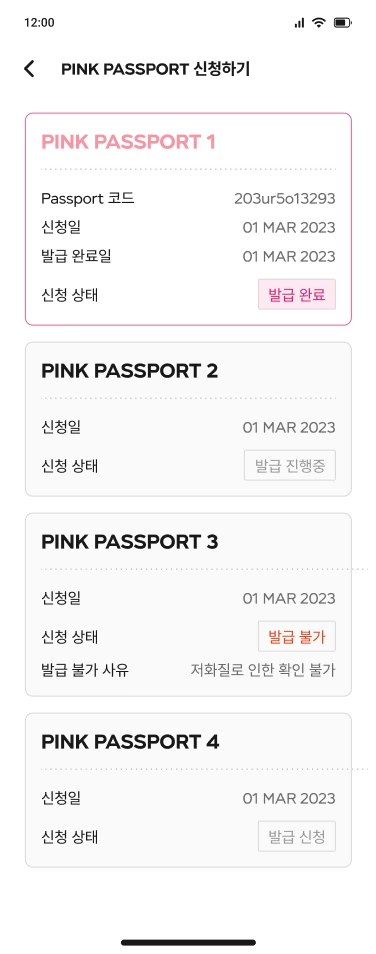 12:00
PINK PASSPORT 신청하기
PINK PASSPORT 1
Passport 코드 203ur5o13293
신청일 01 MAR 2023
발급 완료일 01 MAR 2023
신청 상태 발급 완료
PINK PASSPORT 2
신청일 01 MAR 2023
신청 상태 발급 진행중
PINK PASSPORT 3
신청일 01 MAR 2023
신청 상태 발급 불가
발급 불가 사유 저화질로 인한 확인 불가
PINK PASSPORT 4
신청일 01 MAR 2023
신청 상태 발급 신청